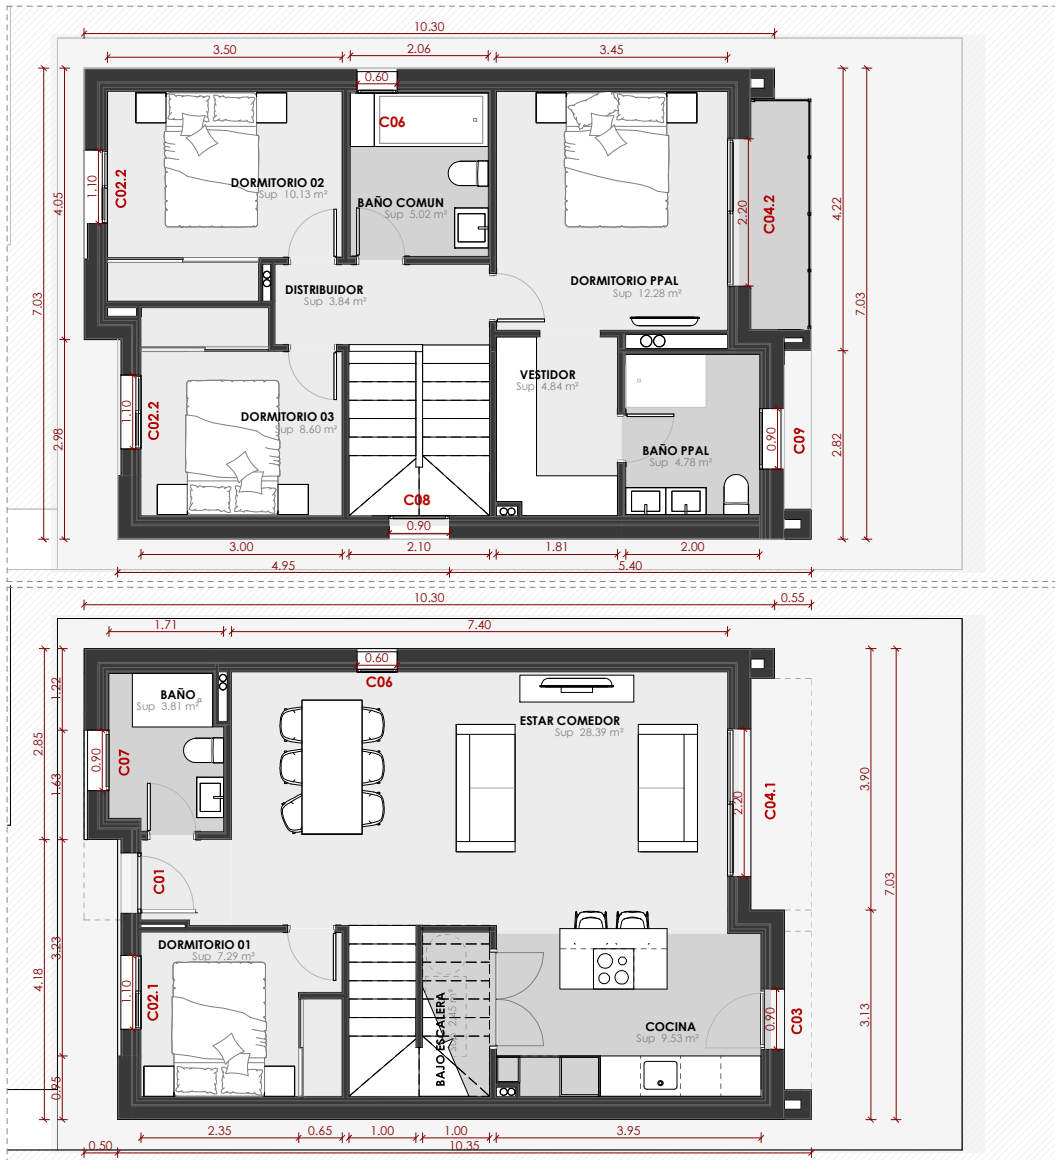 10.30
3.50
2.06
3.45
0.60
C06
DORMITORIO 02
Sup 10.13 m²
1.10
C02.2
4.05
7.03
BAÑO COMUN
Sup 5.02 m²
2.20
C04.2
4.22
7.03
DISTRIBUIDOR
Sup 3.84 m²
DORMITORIO PPAL
Sup 12.28 m²
VESTIDOR
Sup 4.84 m²
1.10
C02.2
DORMITORIO 03
Sup 8.60 m²
2.98
BAÑO PPAL
Sup 4.78 m²
0.90
C09
2.82
C08
0.90
3.00
2.10
1.81
2.00
4.95
5.40
10.30
0.55
1.71
7.40
0.60
C06
1.22
BAÑO
Sup 3.81 m²
ESTAR COMEDOR
Sup 28.39 m²
2.85
0.90
C07
1.63
2.20
C04.1
3.90
7.03
C01
3.23
DORMITORIO 01
Sup 7.29 m²
4.18
1.10
C02.1
BAJO ESCALERA
Sup 2.45 m²
COCINA
Sup 9.53 m²
0.90
C03
3.13
0.95
2.35
0.65
1.00
1.00
3.95
0.50
10.35